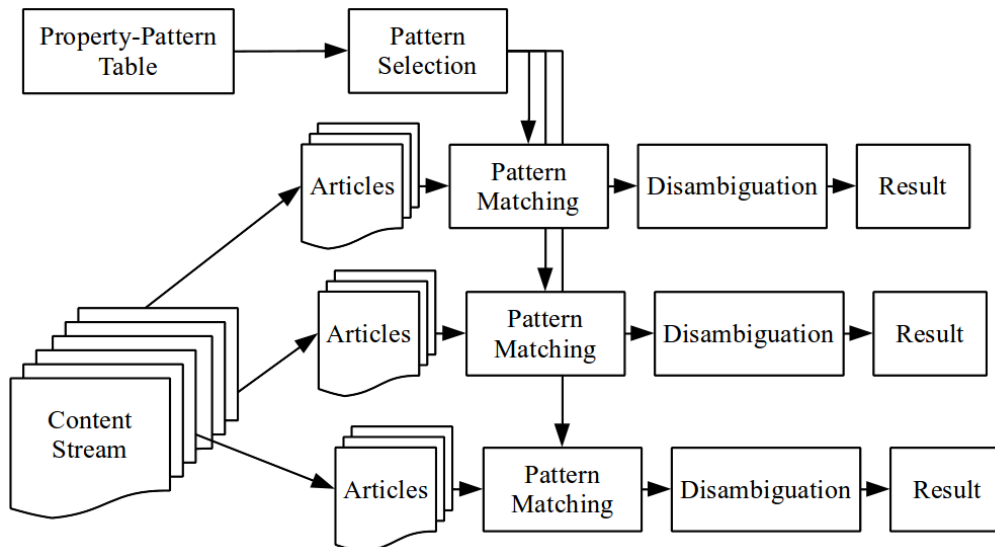 Property-Pattern
Table
Pattern
Selection
Articles
Pattern
Matching
Disambiguation
Result
Articles
Pattern
Matching
Disambiguation
Result
Content
Stream
Articles
Pattern
Matching
Disambiguation
Result